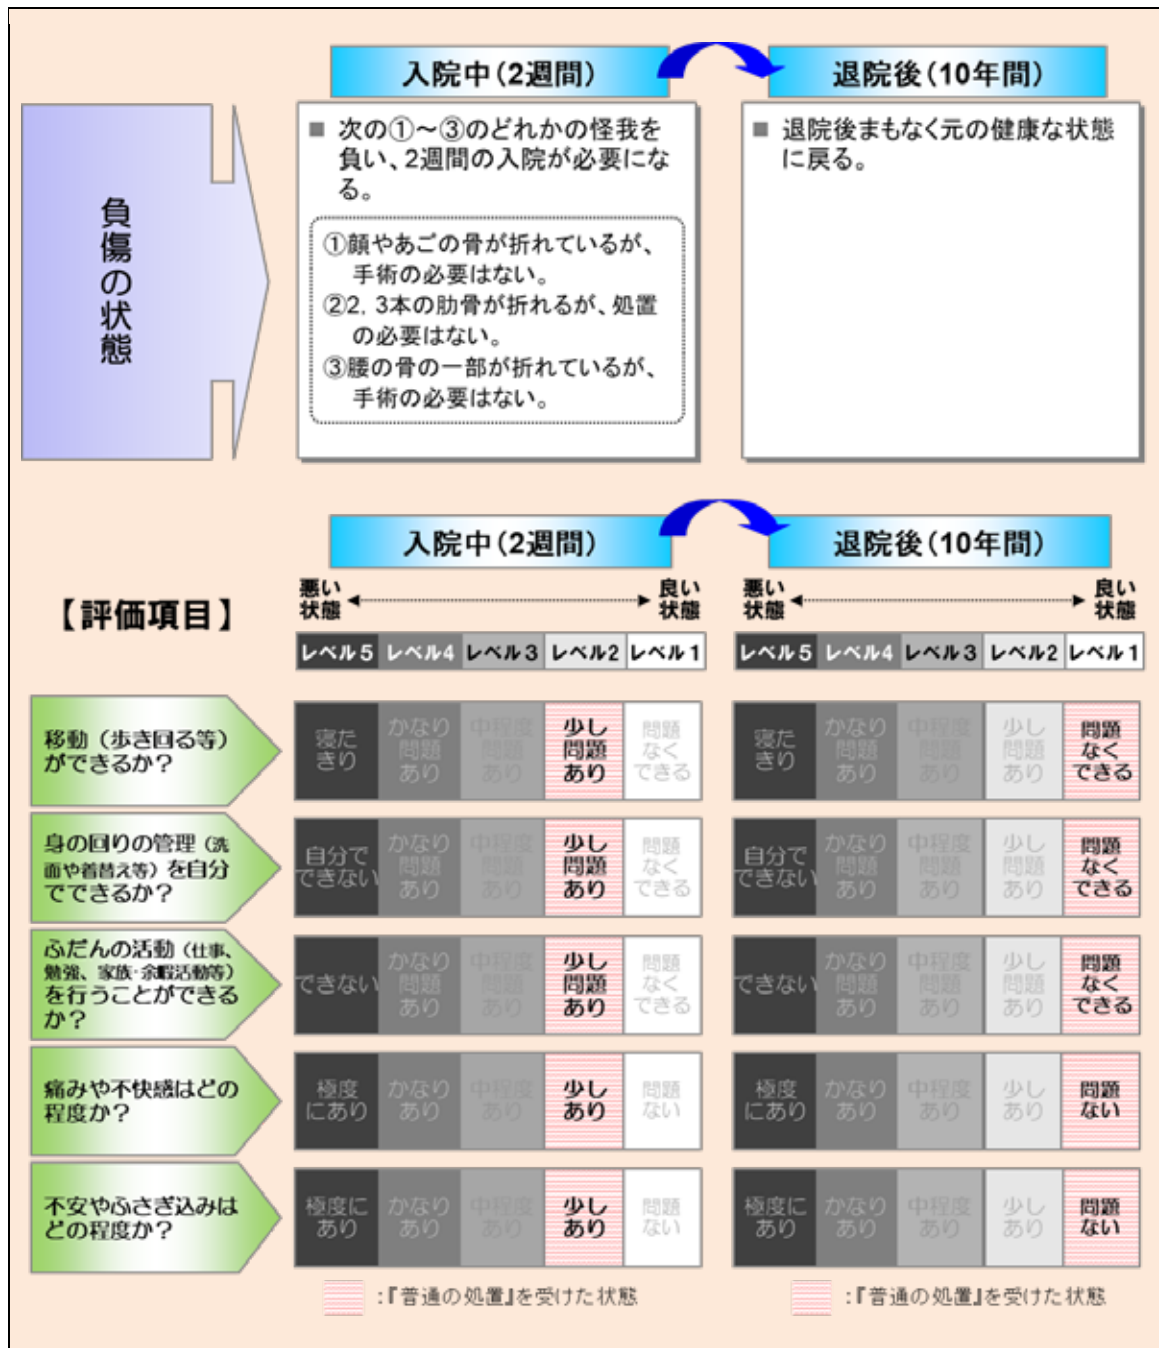 入院中（2週間）
退院後（10年間）
負傷の状態
■ 次の①～③のどれかの怪我を
負い、2週間の入院が必要にな
る。
①顔やあごの骨が折れているが、
手術の必要はない。
②2，3本の肋骨が折れるが、処置
の必要はない。
③腰の骨の一部が折れているが、
手術の必要はない。
■ 退院後まもなく元の健康な状態
に戻る。
入院中（2週間）
退院後（10年間）
【評価項目】
悪い
状態
良い
状態
悪い
状態
良い
状態
レベル5 レベル4 レベル3 レベル2 レベル1
レベル5 レベル4 レベル3 レベル2 レベル1
移動（歩き回る等）
ができるか？
寝た
きり
かなり
問題
あり
中程度
問題
あり
少し
問題
あり
問題
なく
できる
寝た
きり
かなり
問題
あり
中程度
問題
あり
少し
問題
あり
問題
なく
できる
身の回りの管理（洗
面や着替え等）を自分
でできるか？
自分で
できない
かなり
問題
あり
中程度
問題
あり
少し
問題
あり
問題
なく
できる
自分で
できない
かなり
問題
あり
中程度
問題
あり
少し
問題
あり
問題
なく
できる
ふだんの活動（仕事、
勉強、家族・余暇活動等）
を行うことができる
か？
できない
かなり
問題
あり
中程度
問題
あり
少し
問題
あり
問題
なく
できる
できない
かなり
問題
あり
中程度
問題
あり
少し
問題
あり
問題
なく
できる
痛みや不快感はどの
程度か？
極度
にあり
かなり
あり
中程度
あり
少し
あり
問題
ない
極度
にあり
かなり
あり
中程度
あり
少し
あり
問題
ない
不安やふさぎ込みは
どの程度か？
極度に
あり
かなり
あり
中程度
あり
少し
あり
問題
ない
極度に
あり
かなり
あり
中程度
あり
少し
あり
問題
ない
：『普通の処置』を受けた状態
：『普通の処置』を受けた状態